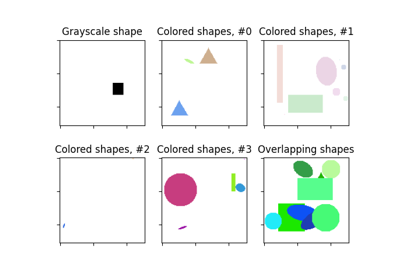 Grayscale shape
Colored shapes, #0
Colored shapes, #1
Colored shapes, #2
Colored shapes, #3
Overlapping shapes